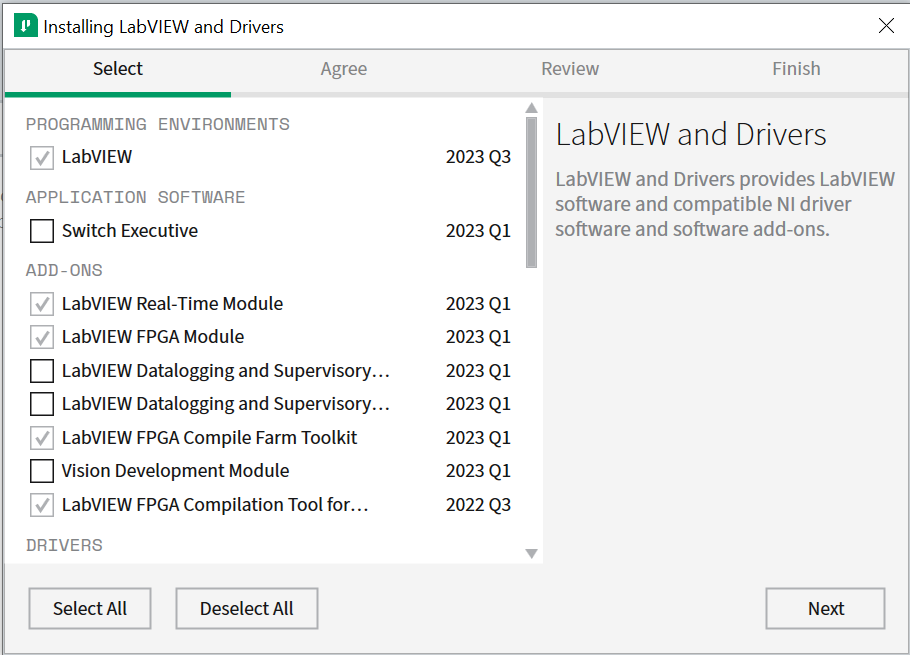 Installing LabVIEW and Drivers
Select Agree Review Finish
PROGRAMMING ENVIRONMENTS
LabVIEW 2023 Q3
APPLICATION SOFTWARE
Switch Executive 2023 Q1
ADD-ONS
LabVIEW Real-Time Module 2023 Q1
LabVIEW FPGA Module 2023 Q1
LabVIEW Datalogging and Supervisory... 2023 Q1
LabVIEW Datalogging and Supervisory... 2023 Q1
LabVIEW FPGA Compile Farm Toolkit 2023 Q1
Vision Development Module 2023 Q1
LabVIEW FPGA Compilation Tool for... 2022 Q3
DRIVERS
LabVIEW and Drivers
LabVIEW and Drivers provides LabVIEW
software and compatible NI driver
software and software add-ons.
Select All Deselect All Next